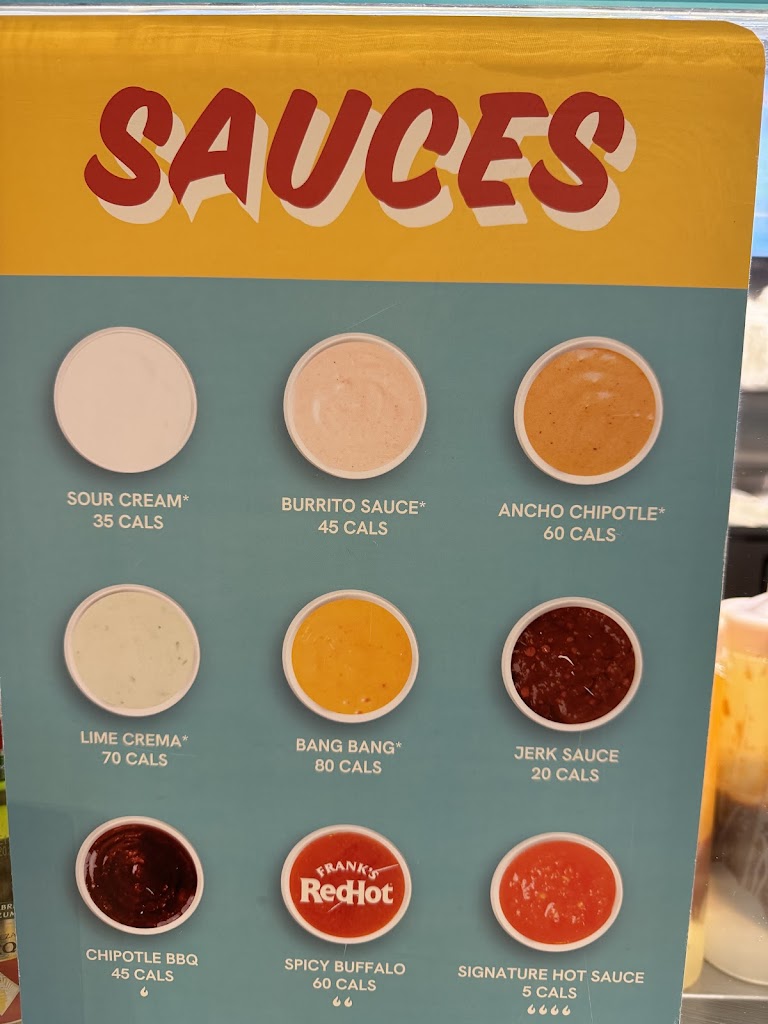 SAUCES
SOUR CREAM*
35 CALS
BURRITO SAUCE*
45 CALS
ANCHO CHIPOTLE*
60 CALS
LIME CREMA*
70 CALS
BANG BANG*
80 CALS
JERK SAUCE
20 CALS
CHIPOTLE BBQ
45 CALS
FRANK'S
RedHot
SPICY BUFFALO
60 CALS
SIGNATURE HOT SAUCE
5 CALS